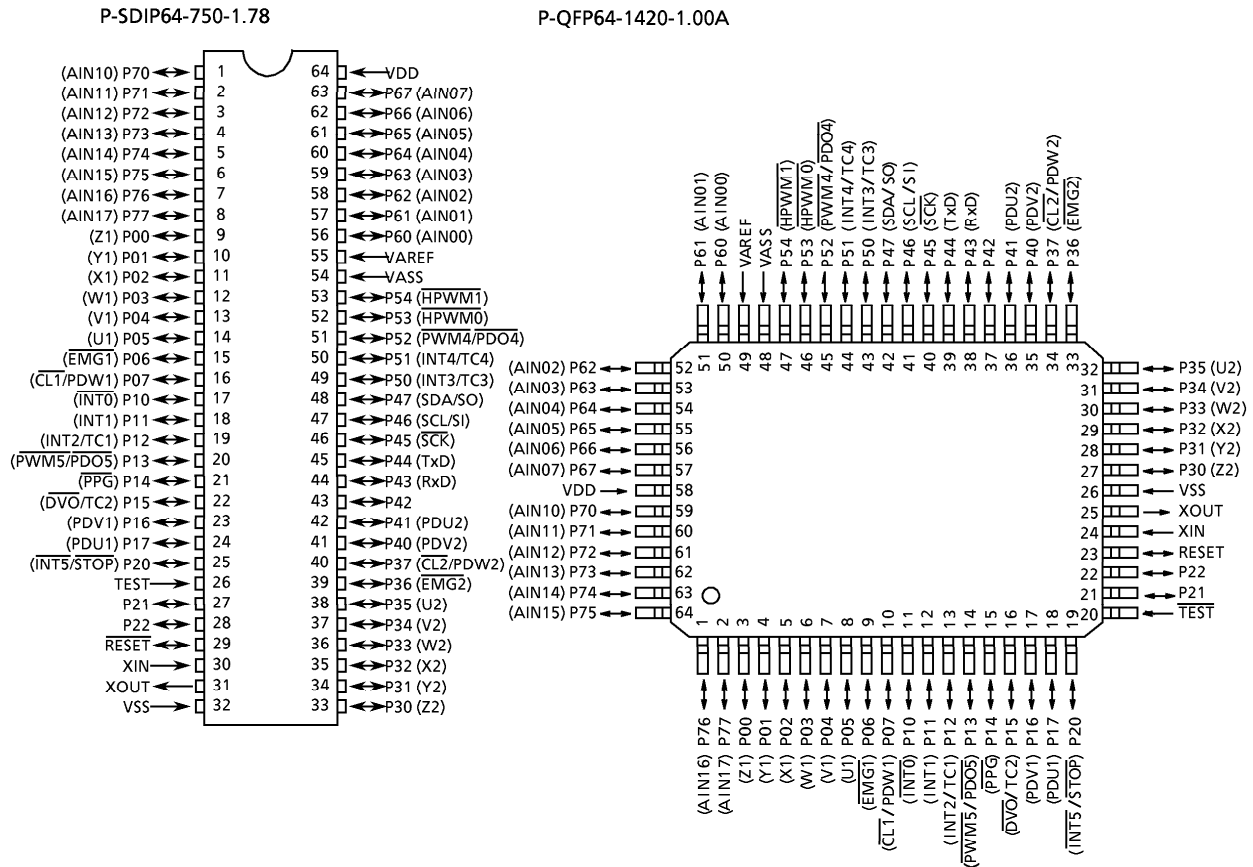 P-SDIP64-750-1.78
(AIN10) P70 1 64 VDD
(AIN11) P71 2 63 P67 (AIN07)
(AIN12) P72 3 62 P66 (AIN06)
(AIN13) P73 4 61 P65 (AIN05)
(AIN14) P74 5 60 P64 (AIN04)
(AIN15) P75 6 59 P63 (AIN03)
(AIN16) P76 7 58 P62 (AIN02)
(AIN17) P77 8 57 P61 (AIN01)
(Z1) P00 9 56 P60 (AIN00)
(Y1) P01 10 55 VAREF
(X1) P02 11 54 VASS
(W1) P03 12 53 P54 (HPWM1)
(V1) P04 13 52 P53 (HPWM0)
(U1) P05 14 51 P52 (PWM4/PDO4)
(EMG1) P06 15 50 P51 (INT4/TC4)
(CL1/PDW1) P07 16 49 P50 (INT3/TC3)
(INT0) P10 17 48 P47 (SDA/SO)
(INT1) P11 18 47 P46 (SCL/SI)
(INT2/TC1) P12 19 46 P45 (SCK)
(PWM5/PDO5) P13 20 45 P44 (TxD)
(PPG) P14 21 44 P43 (RxD)
(DVO/TC2) P15 22 43 P42
(PDV1) P16 23 42 P41 (PDU2)
(PDU1) P17 24 41 P40 (PDV2)
(INT5/STOP) P20 25 40 P37 (CL2/PDW2)
TEST 26 39 P36 (EMG2)
P21 27 38 P35 (U2)
P22 28 37 P34 (V2)
RESET 29 36 P33 (W2)
XIN 30 35 P32 (X2)
XOUT 31 34 P31 (Y2)
VSS 32 33 P30 (Z2)
P-QFP64-1420-1.00A
P61 (AIN01)
P60 (AIN00)
VAREF
VASS
P54 (HPWM1)
P53 (HPWM0)
P52 (PWM4/PDO4)
P51 (INT4/TC4)
P50 (INT3/TC3)
P47 (SDA/SO)
P46 (SCL/SI)
P45 (SCK)
P44 (TxD)
P43 (RxD)
P42
P41 (PDU2)
P40 (PDV2)
P37 (CL2/PDW2)
P36 (EMG2)
51 50 49 48 47 46 45 44 43 42 41 40 39 38 37 36 35 34 33
(AIN02) P62 52 32 P35 (U2)
(AIN03) P63 53 31 P34 (V2)
(AIN04) P64 54 30 P33 (W2)
(AIN05) P65 55 29 P32 (X2)
(AIN06) P66 56 28 P31 (Y2)
(AIN07) P67 57 27 P30 (Z2)
VDD 58 26 VSS
(AIN10) P70 59 25 XOUT
(AIN11) P71 60 24 XIN
(AIN12) P72 61 23 RESET
(AIN13) P73 62 22 P22
(AIN14) P74 63 21 P21
(AIN15) P75 64 20 TEST
1 2 3 4 5 6 7 8 9 10 11 12 13 14 15 16 17 18 19
(AIN16) P76
(AIN17) P77
(Z1) P00
(Y1) P01
(X1) P02
(W1) P03
(V1) P04
(U1) P05
(EMG1) P06
(CL1/PDW1) P07
(INT0) P10
(INT1) P11
(INT2/TC1) P12
(PWM5/PDO5) P13
(PPG) P14
(DVO/TC2) P15
(PDV1) P16
(PDU1) P17
(INT5/STOP) P20